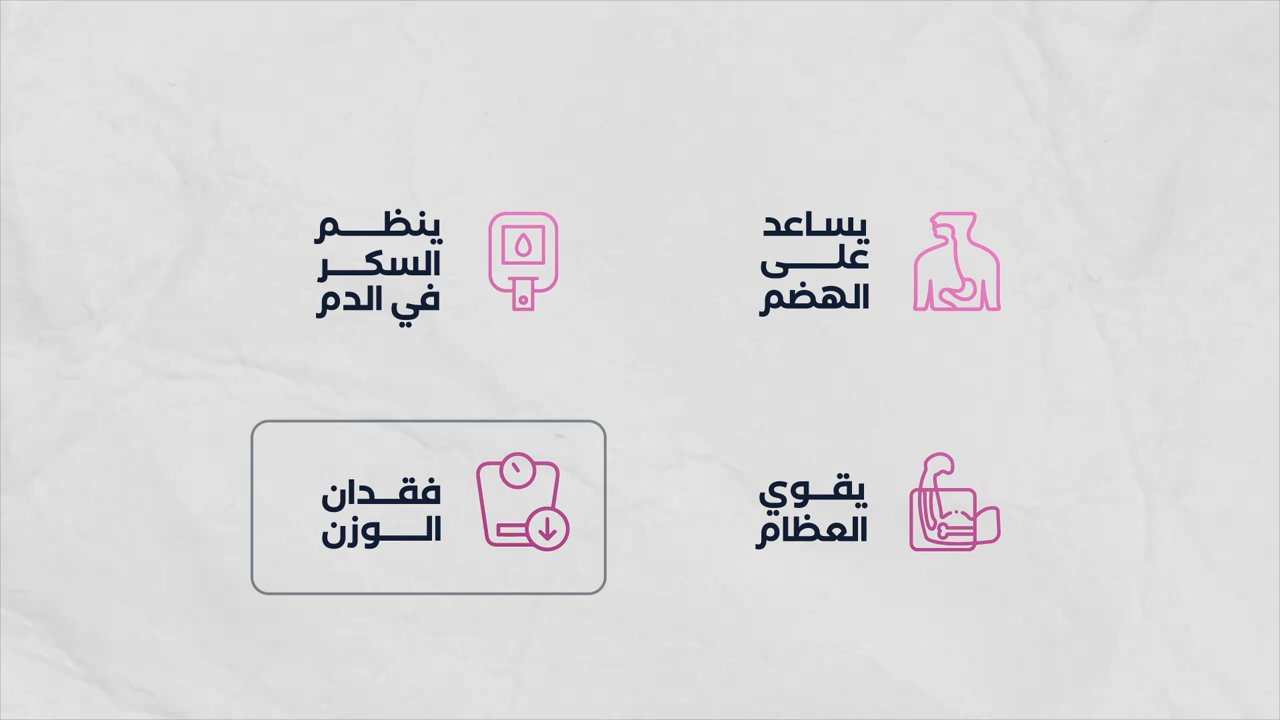 يساعد
على
الهضم
ينظم
السكر
في الدم
يقوي
العظام
فقدان
الوزن